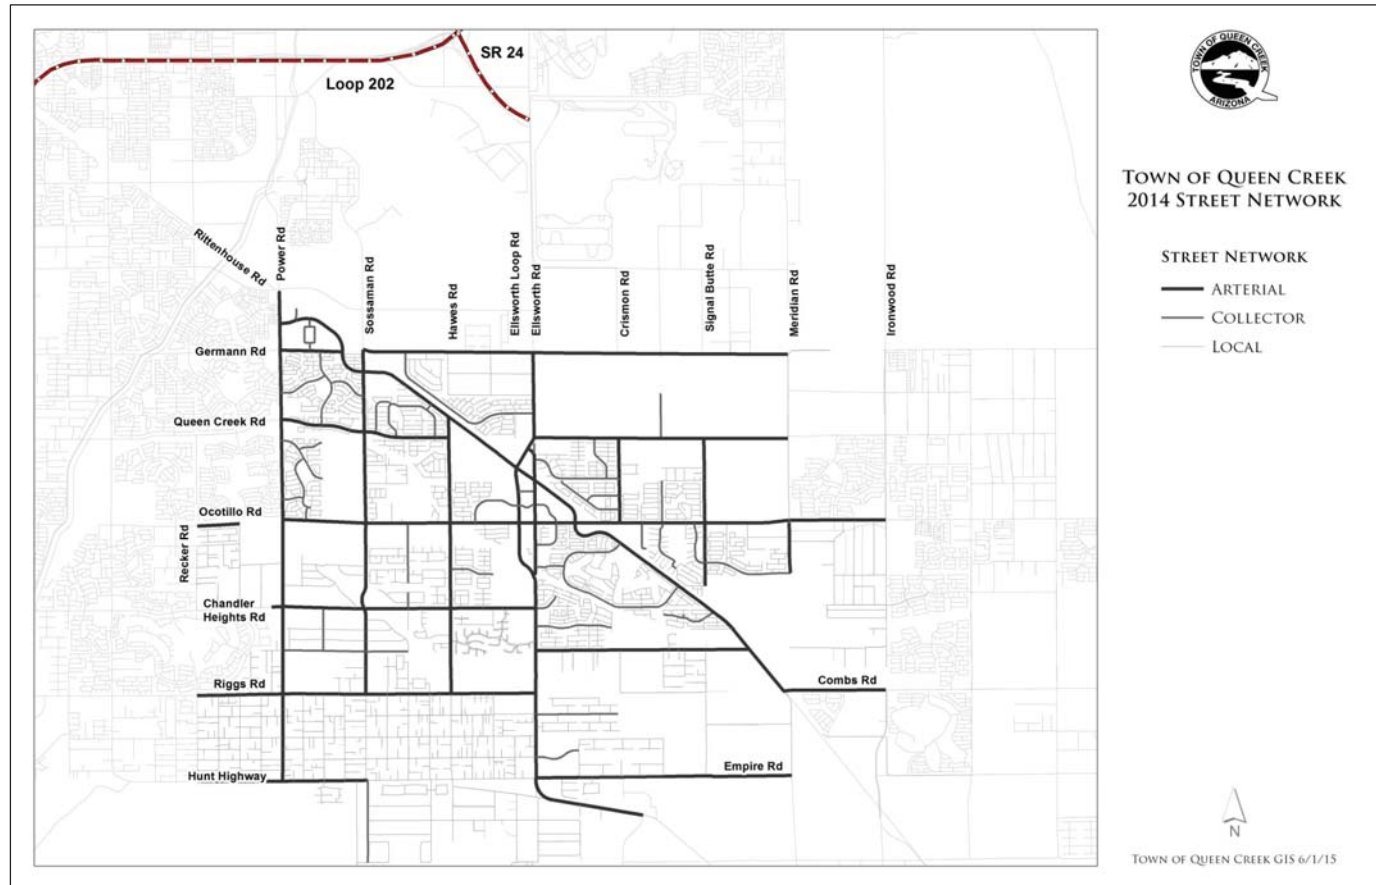 SR 24
Loop 202
TOWN OF QUEEN CREEK
ARIZONA
TOWN OF QUEEN CREEK
2014 STREET NETWORK
STREET NETWORK
ARTERIAL
COLLECTOR
LOCAL
Rittenhouse Rd
Power Rd
Sossaman Rd
Hawes Rd
Ellsworth Loop Rd
Ellsworth Rd
Crismon Rd
Signal Butte Rd
Meridian Rd
Ironwood Rd
Germann Rd
Queen Creek Rd
Ocotillo Rd
Recker Rd
Chandler
Heights Rd
Riggs Rd
Combs Rd
Hunt Highway
Empire Rd
N
TOWN OF QUEEN CREEK GIS 6/1/15